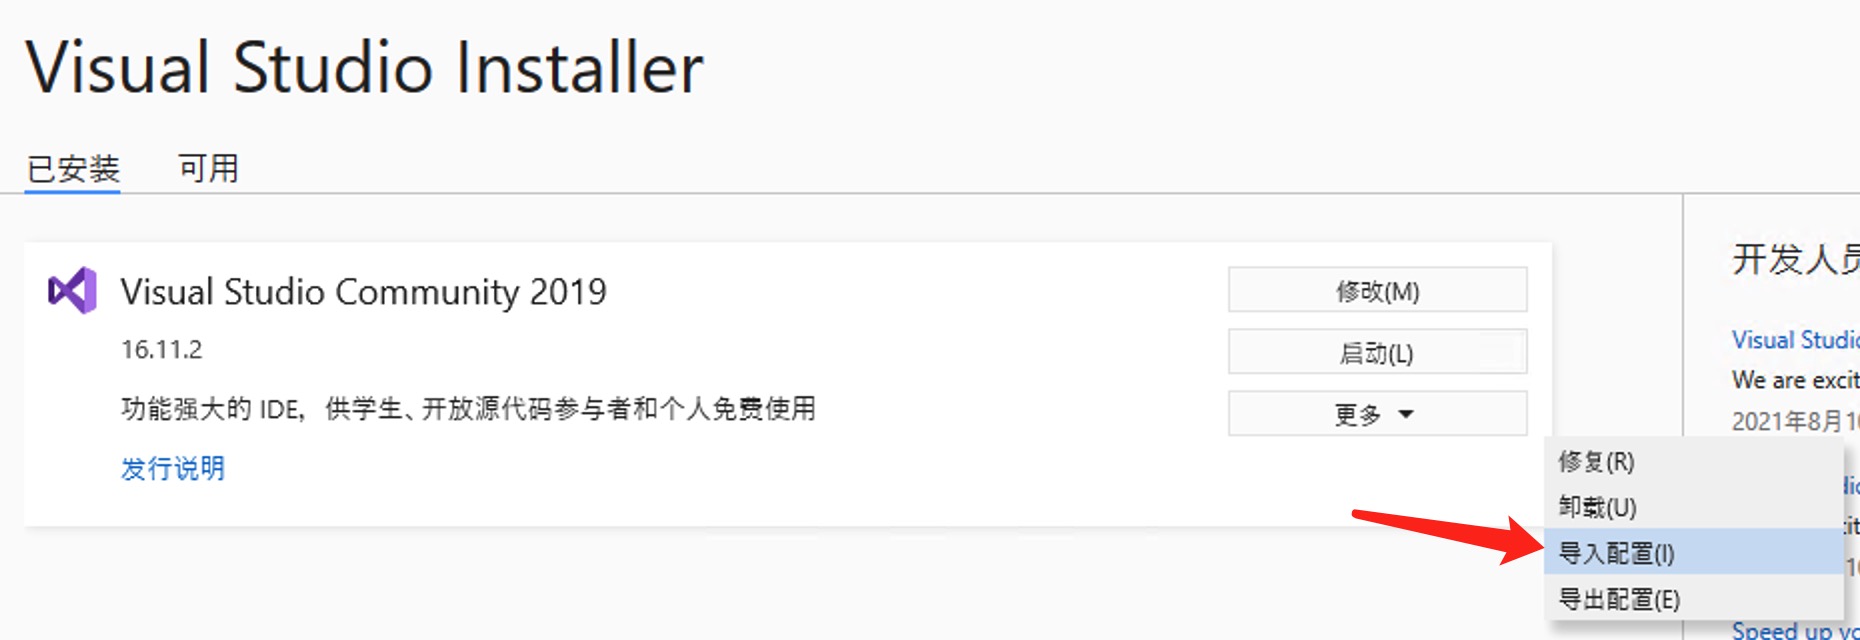 Visual Studio Installer
已安装 可用
Visual Studio Community 2019
16.11.2
功能强大的 IDE，供学生、开放源代码参与者和个人免费使用
发行说明
修改(M)
启动(L)
更多
修复(R)
卸载(U)
导入配置(I)
导出配置(E)
开发人员
Visual Studio
We are excit
2021年8月10
Speed up yo